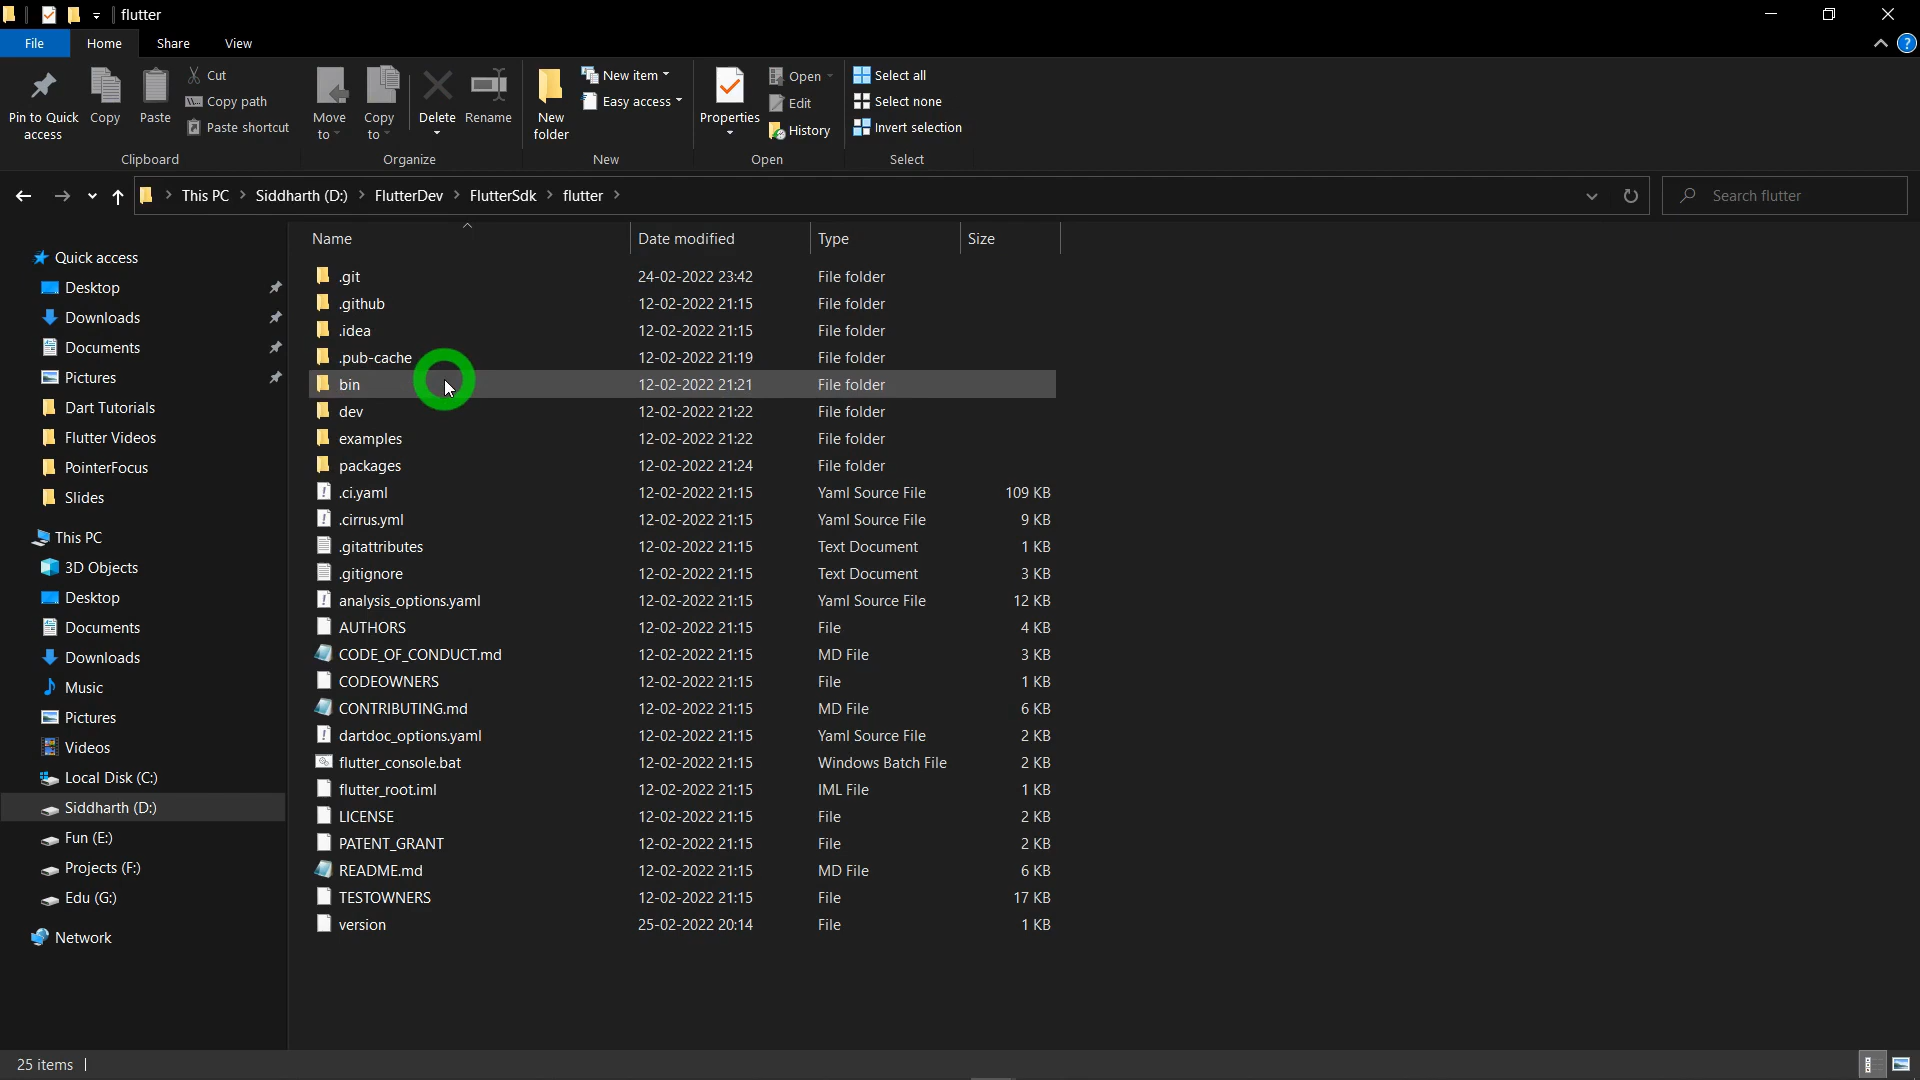 flutter
File Home Share View
Pin to Quick access
Copy
Paste
Cut
Copy path
Paste shortcut
Clipboard
Move to
Copy to
Delete
Rename
Organize
New folder
New item
Easy access
New
Properties
Open
Edit
History
Open
Select all
Select none
Invert selection
Select
This PC Siddharth (D:) FlutterDev FlutterSdk flutter
Search flutter
Quick access
Desktop
Downloads
Documents
Pictures
Dart Tutorials
Flutter Videos
PointerFocus
Slides
This PC
3D Objects
Desktop
Documents
Downloads
Music
Pictures
Videos
Local Disk (C:)
Siddharth (D:)
Fun (E:)
Projects (F:)
Edu (G:)
Network
Name Date modified Type Size
.git 24-02-2022 23:42 File folder
.github 12-02-2022 21:15 File folder
.idea 12-02-2022 21:15 File folder
.pub-cache 12-02-2022 21:19 File folder
bin 12-02-2022 21:21 File folder
dev 12-02-2022 21:22 File folder
examples 12-02-2022 21:22 File folder
packages 12-02-2022 21:24 File folder
.ci.yaml 12-02-2022 21:15 Yaml Source File 109 KB
.cirrus.yml 12-02-2022 21:15 Yaml Source File 9 KB
.gitattributes 12-02-2022 21:15 Text Document 1 KB
.gitignore 12-02-2022 21:15 Text Document 3 KB
analysis_options.yaml 12-02-2022 21:15 Yaml Source File 12 KB
AUTHORS 12-02-2022 21:15 File 4 KB
CODE_OF_CONDUCT.md 12-02-2022 21:15 MD File 3 KB
CODEOWNERS 12-02-2022 21:15 File 1 KB
CONTRIBUTING.md 12-02-2022 21:15 MD File 6 KB
dartdoc_options.yaml 12-02-2022 21:15 Yaml Source File 2 KB
flutter_console.bat 12-02-2022 21:15 Windows Batch File 2 KB
flutter_root.iml 12-02-2022 21:15 IML File 1 KB
LICENSE 12-02-2022 21:15 File 2 KB
PATENT_GRANT 12-02-2022 21:15 File 2 KB
README.md 12-02-2022 21:15 MD File 6 KB
TESTOWNERS 12-02-2022 21:15 File 17 KB
version 25-02-2022 20:14 File 1 KB
25 items